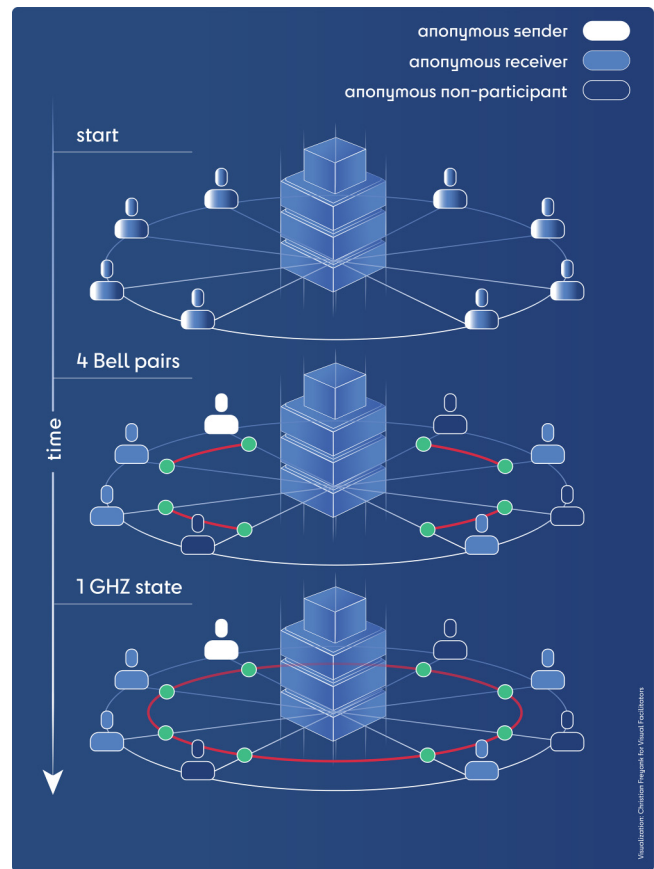 anonymous sender
anonymous receiver
anonymous non-participant
start
4 Bell pairs
time
1 GHZ state
Visualization: Christian Freyank for Visual Facilitators